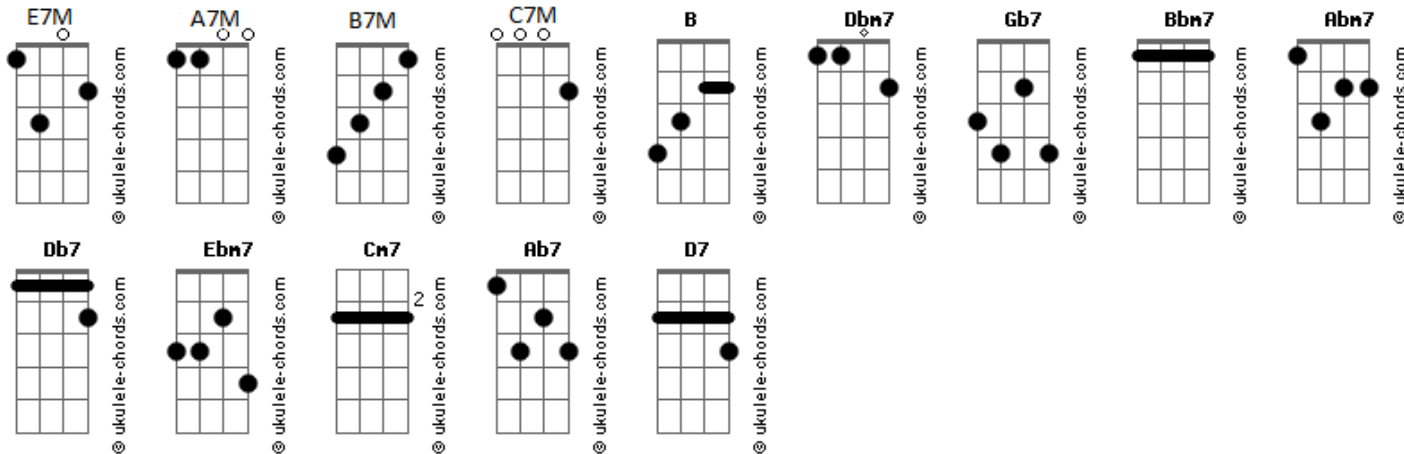 E7M A7M B7M C7M B Dbm7 Gb7 Bbm7 Abm7
© ukulele-chords.com © ukulele-chords.com © ukulele-chords.com © ukulele-chords.com © ukulele-chords.com © ukulele-chords.com © ukulele-chords.com © ukulele-chords.com © ukulele-chords.com
Db7 Ebm7 Cm7 Ab7 D7
2
© ukulele-chords.com © ukulele-chords.com © ukulele-chords.com © ukulele-chords.com © ukulele-chords.com